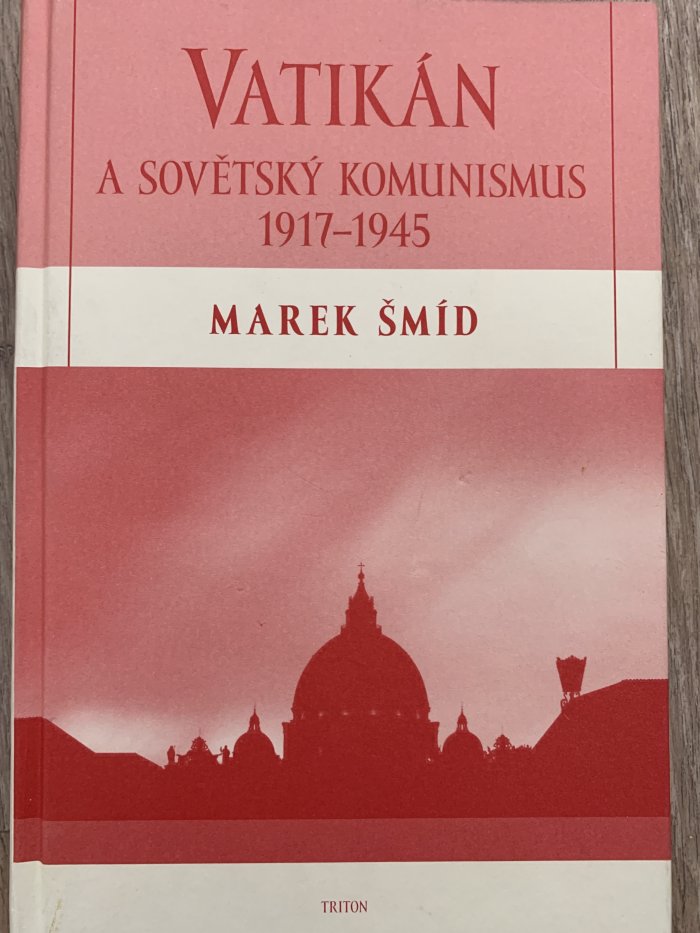 VATIKÁN
A SOVĚTSKÝ KOMUNISMUS
1917–1945
MAREK ŠMÍD
TRITON